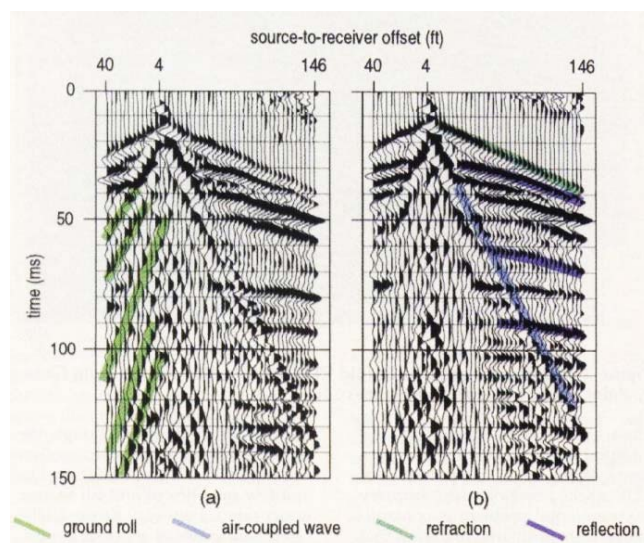 source-to-receiver offset (ft)
40 4 146 40 4 146
0
50
100
150
time (ms)
(a) (b)
ground roll air-coupled wave refraction reflection